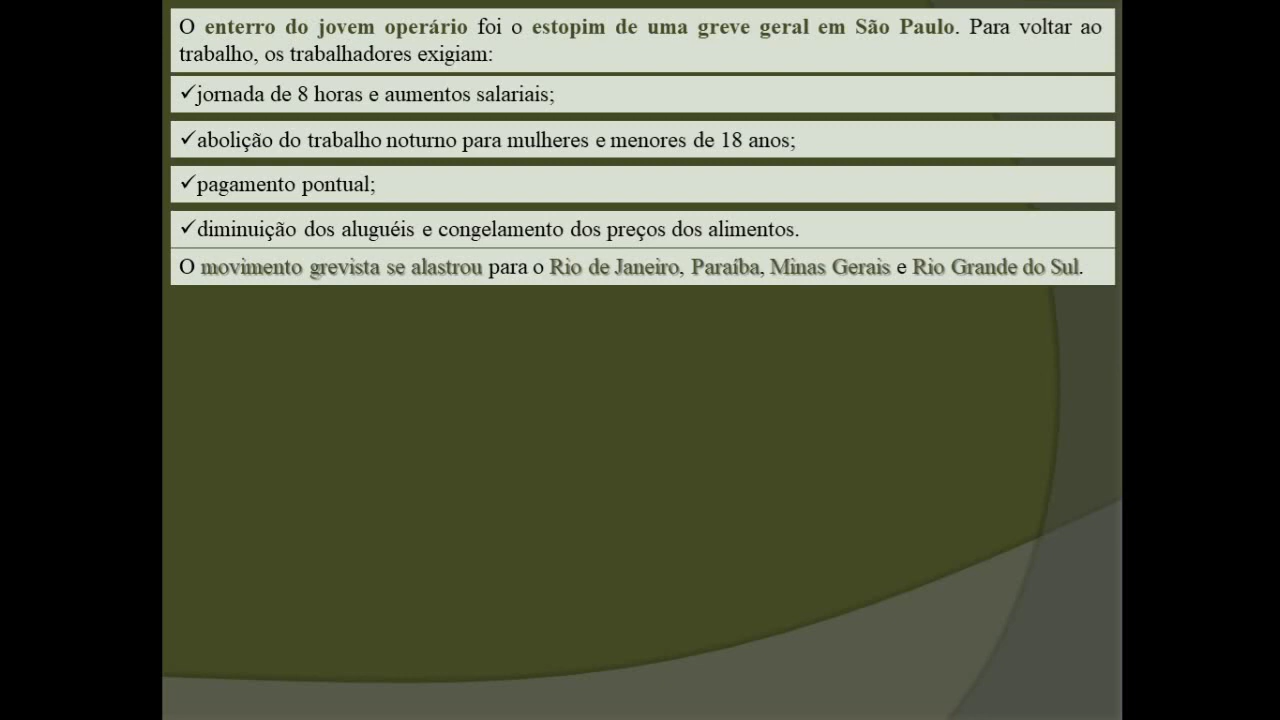 O enterro do jovem operário foi o estopim de uma greve geral em São Paulo. Para voltar ao
trabalho, os trabalhadores exigiam:
✓jornada de 8 horas e aumentos salariais;
✓abolição do trabalho noturno para mulheres e menores de 18 anos;
✓pagamento pontual;
✓diminuição dos aluguéis e congelamento dos preços dos alimentos.
O movimento grevista se alastrou para o Rio de Janeiro, Paraíba, Minas Gerais e Rio Grande do Sul.